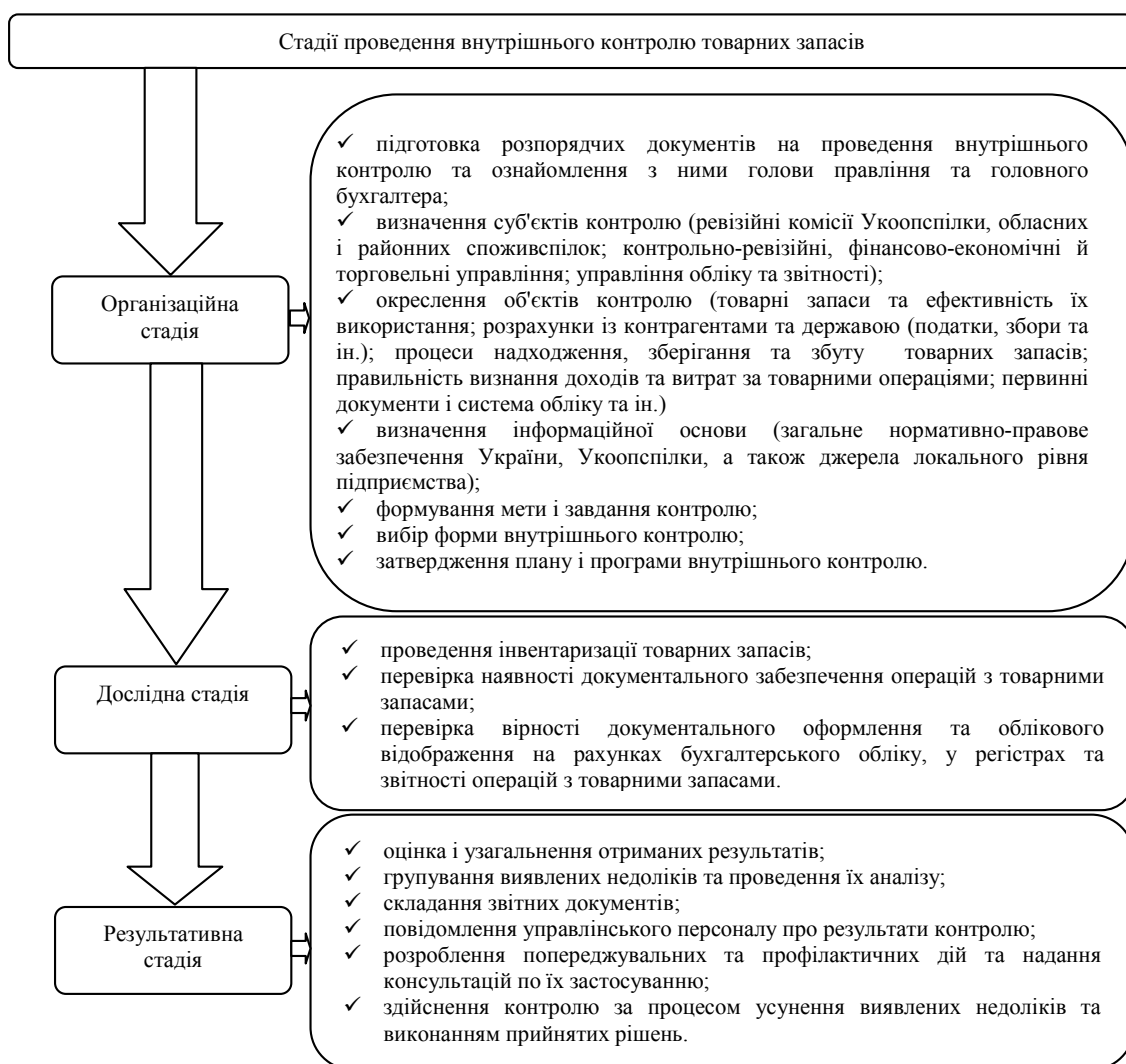 Стадії проведення внутрішнього контролю товарних запасів
✓ підготовка розпорядчих документів на проведення внутрішнього
контролю та ознайомлення з ними голови правління та головного
бухгалтера;
✓ визначення суб'єктів контролю (ревізійні комісії Укоопспілки, обласних
і районних споживспілок; контрольно-ревізійні, фінансово-економічні й
торговельні управління; управління обліку та звітності);
✓ окреслення об'єктів контролю (товарні запаси та ефективність їх
використання; розрахунки із контрагентами та державою (податки, збори та
ін.); процеси надходження, зберігання та збуту товарних запасів;
правильність визнання доходів та витрат за товарними операціями; первинні
документи і система обліку та ін.)
✓ визначення інформаційної основи (загальне нормативно-правове
забезпечення України, Укоопспілки, а також джерела локального рівня
підприємства);
✓ формування мети і завдання контролю;
✓ вибір форми внутрішнього контролю;
✓ затвердження плану і програми внутрішнього контролю.
Організаційна
стадія
✓ проведення інвентаризації товарних запасів;
✓ перевірка наявності документального забезпечення операцій з товарними
запасами;
✓ перевірка вірності документального оформлення та облікового
відображення на рахунках бухгалтерського обліку, у регістрах та
звітності операцій з товарними запасами.
Дослідна стадія
✓ оцінка і узагальнення отриманих результатів;
✓ групування виявлених недоліків та проведення їх аналізу;
✓ складання звітних документів;
✓ повідомлення управлінського персоналу про результати контролю;
✓ розроблення попереджувальних та профілактичних дій та надання
консультацій по їх застосуванню;
✓ здійснення контролю за процесом усунення виявлених недоліків та
виконанням прийнятих рішень.
Результативна
стадія